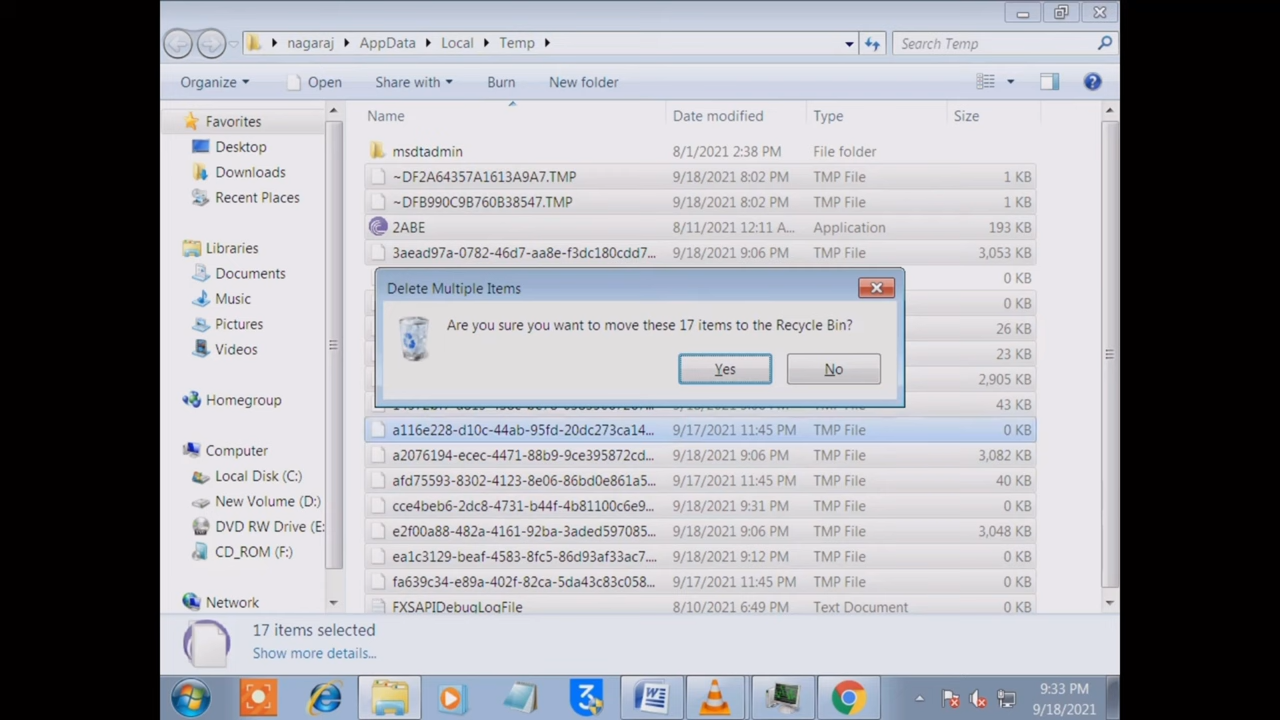 nagaraj AppData Local Temp Search Temp
Organize Open Share with Burn New folder
Name Date modified Type Size
Favorites
Desktop
Downloads
Recent Places
Libraries
Documents
Music
Pictures
Videos
Homegroup
Computer
Local Disk (C:)
New Volume (D:)
DVD RW Drive (E:
CD_ROM (F:)
Network
msdtadmin 8/1/2021 2:38 PM File folder
~DF2A64357A1613A9A7.TMP 9/18/2021 8:02 PM TMP File 1 KB
~DFB990C9B760B38547.TMP 9/18/2021 8:02 PM TMP File 1 KB
2ABE 8/11/2021 12:11 A... Application 193 KB
3aead97a-0782-46d7-aa8e-f3dc180cdd7... 9/18/2021 9:06 PM TMP File 3,053 KB
0 KB
0 KB
26 KB
23 KB
2,905 KB
43 KB
Delete Multiple Items
Are you sure you want to move these 17 items to the Recycle Bin?
Yes No
a116e228-d10c-44ab-95fd-20dc273ca14... 9/17/2021 11:45 PM TMP File 0 KB
a2076194-ecec-4471-88b9-9ce395872cd... 9/18/2021 9:06 PM TMP File 3,082 KB
afd75593-8302-4123-8e06-86bd0e861a5... 9/17/2021 11:45 PM TMP File 40 KB
cce4beb6-2dc8-4731-b44f-4b81100c6e9... 9/18/2021 9:31 PM TMP File 0 KB
e2f00a88-482a-4161-92ba-3aded597085... 9/18/2021 9:06 PM TMP File 3,048 KB
ea1c3129-beaf-4583-8fc5-86d93af33ac7.... 9/18/2021 9:12 PM TMP File 0 KB
fa639c34-e89a-402f-82ca-5da43c83c058... 9/17/2021 11:45 PM TMP File 0 KB
FXSAPIDebugLogFile 8/10/2021 6:49 PM Text Document 0 KB
17 items selected
Show more details...
9:33 PM
9/18/2021